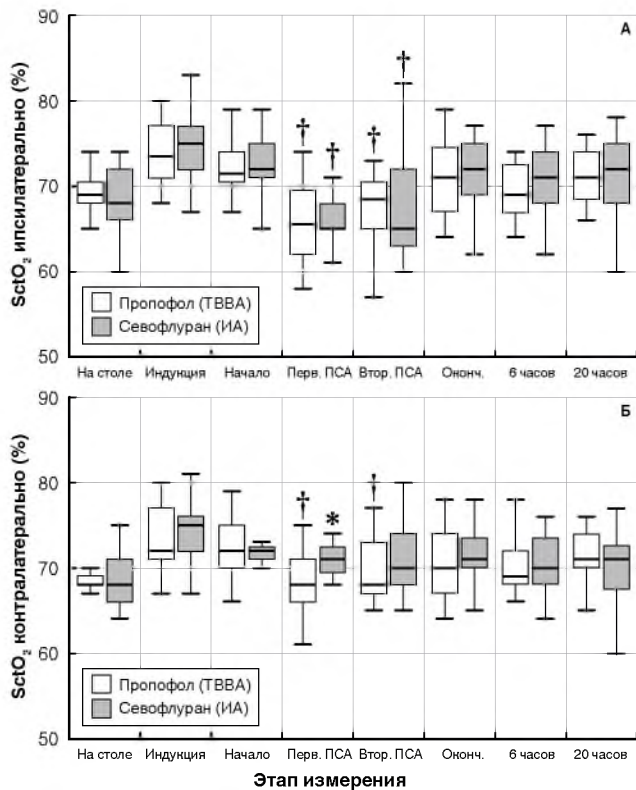 90
А
80
70
60
50
SctO₂ ипсилатерально (%)
†
†
†
†
Пропофол (ТВВА)
Севофлуран (ИА)
На столе Индукция Начало Перв. ПСА Втор. ПСА Оконч. 6 часов 20 часов
90
Б
80
70
60
50
SctO₂ контралатерально (%)
†
*
†
Пропофол (ТВВА)
Севофлуран (ИА)
На столе Индукция Начало Перв. ПСА Втор. ПСА Оконч. 6 часов 20 часов
Этап измерения